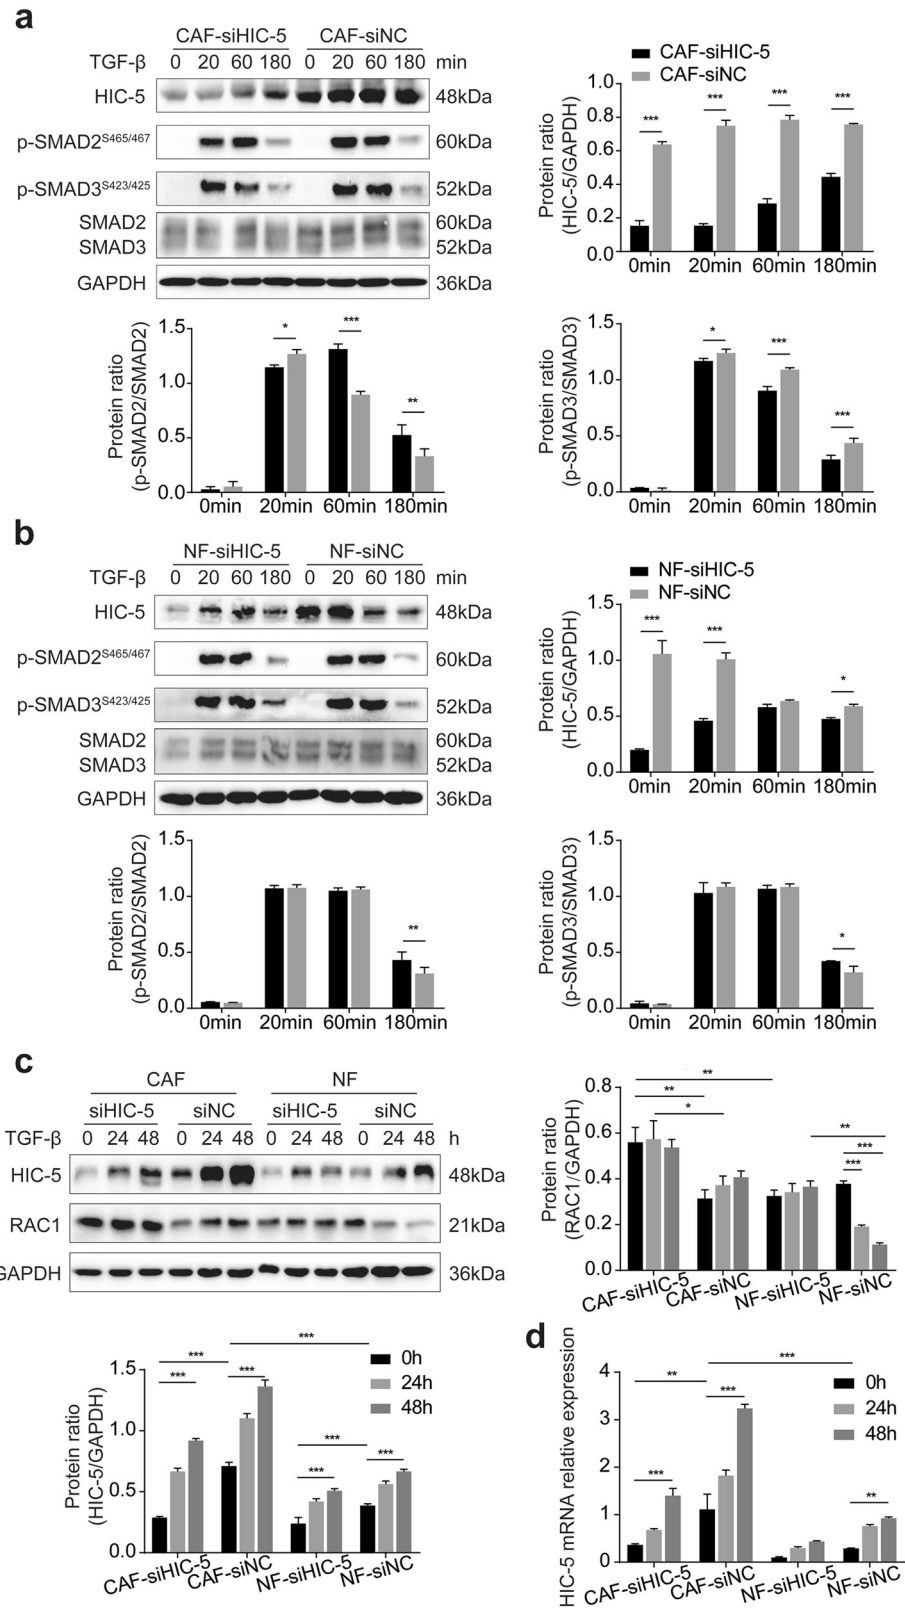 a
CAF-siHIC-5 CAF-siNC
TGF-β 0 20 60 180 0 20 60 180 min
HIC-5 48kDa
p-SMAD2S465/467 60kDa
p-SMAD3S423/425 52kDa
SMAD2 60kDa
SMAD3 52kDa
GAPDH 36kDa
CAF-siHIC-5
CAF-siNC
Protein ratio
(HIC-5/GAPDH)
1.0
0.8
0.6
0.4
0.2
0.0
*** *** *** ***
0min 20min 60min 180min
Protein ratio
(p-SMAD2/SMAD2)
1.5
1.0
0.5
0.0
* *** **
0min 20min 60min 180min
Protein ratio
(p-SMAD3/SMAD3)
1.5
1.0
0.5
0.0
* *** ***
0min 20min 60min 180min
b
NF-siHIC-5 NF-siNC
TGF-β 0 20 60 180 0 20 60 180 min
HIC-5 48kDa
p-SMAD2S465/467 60kDa
p-SMAD3S423/425 52kDa
SMAD2 60kDa
SMAD3 52kDa
GAPDH 36kDa
NF-siHIC-5
NF-siNC
Protein ratio
(HIC-5/GAPDH)
1.5
1.0
0.5
0.0
*** *** *
0min 20min 60min 180min
Protein ratio
(p-SMAD2/SMAD2)
1.5
1.0
0.5
0.0
**
0min 20min 60min 180min
Protein ratio
(p-SMAD3/SMAD3)
1.5
1.0
0.5
0.0
*
0min 20min 60min 180min
c
CAF NF
siHIC-5 siNC siHIC-5 siNC
TGF-β 0 24 48 0 24 48 0 24 48 0 24 48 h
HIC-5 48kDa
RAC1 21kDa
GAPDH 36kDa
Protein ratio
(RAC1/GAPDH)
0.8
0.6
0.4
0.2
0.0
**
**
*
**
***
***
CAF-siHIC-5 CAF-siNC NF-siHIC-5 NF-siNC
Protein ratio
(HIC-5/GAPDH)
1.5
1.0
0.5
0.0
***
***
*** ***
***
*** ***
0h
24h
48h
CAF-siHIC-5 CAF-siNC NF-siHIC-5 NF-siNC
d
HIC-5 mRNA relative expression
4
3
2
1
0
***
**
***
***
**
0h
24h
48h
CAF-siHIC-5 CAF-siNC NF-siHIC-5 NF-siNC